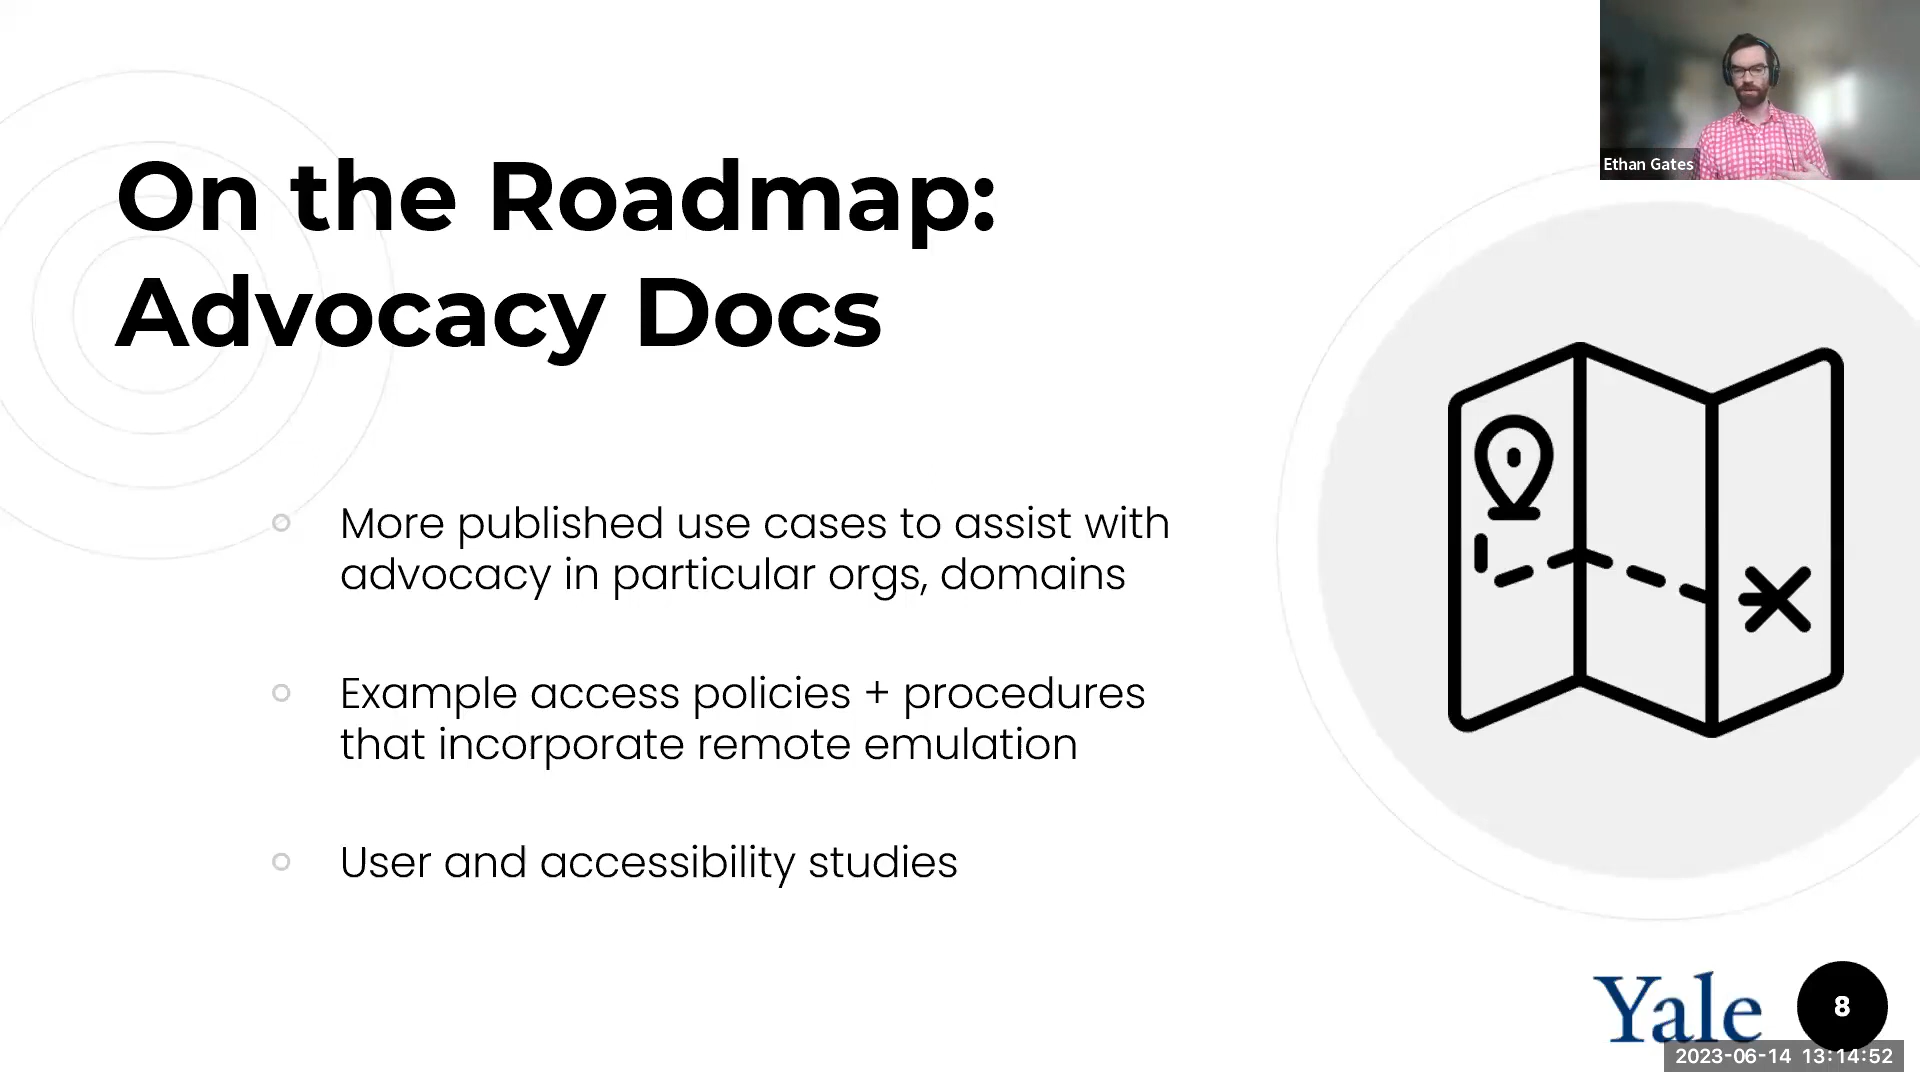 Ethan Gates
On the Roadmap:
Advocacy Docs
More published use cases to assist with
advocacy in particular orgs, domains
Example access policies + procedures
that incorporate remote emulation
User and accessibility studies
Yale
8
2023-06-14 13:14:52